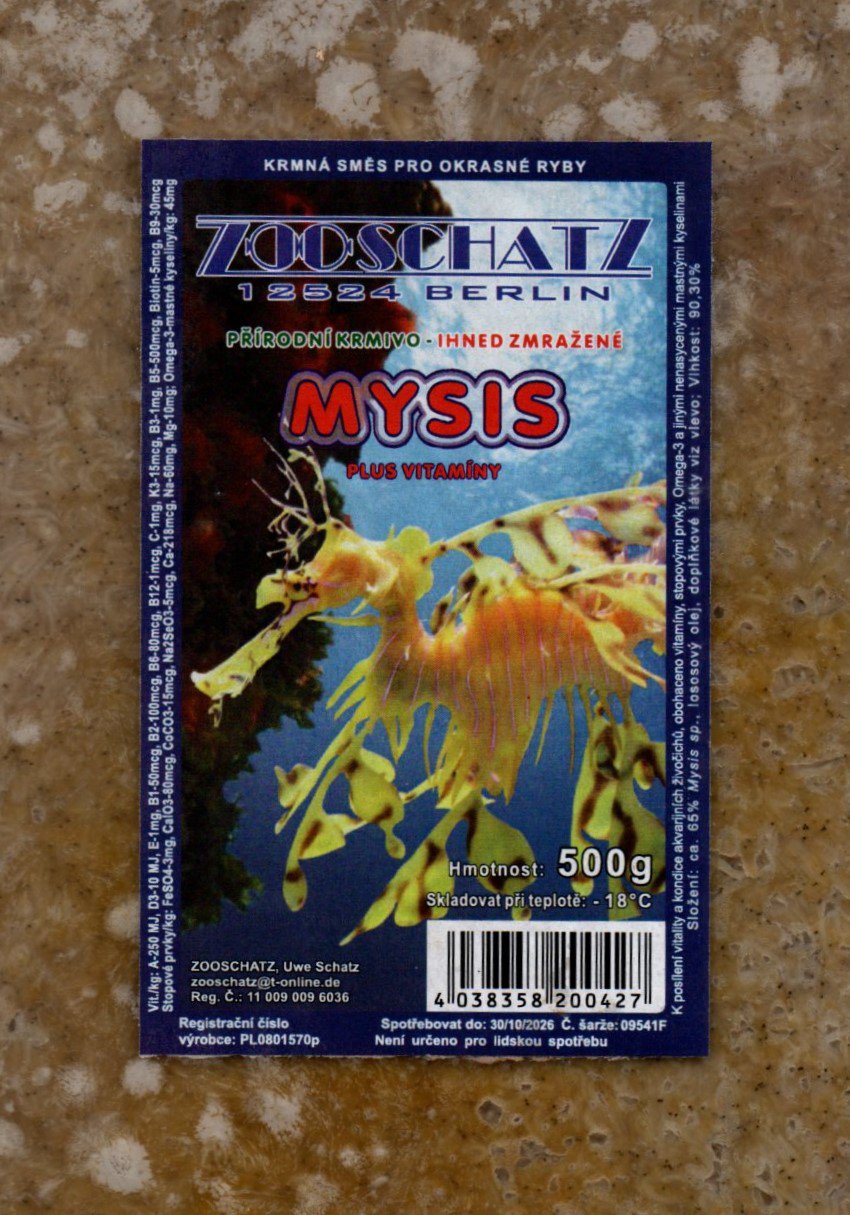 KRMNÁ SMĚS PRO OKRASNÉ RYBY
ZOOSCHATZ
12524 BERLIN
PŘÍRODNÍ KRMIVO - IHNED ZMRAŽENÉ
MYSIS
PLUS VITAMÍNY
Vit./kg: A-250 MJ, D3-10 MJ, E-1mg, B1-50mcg, B2-100mcg, B6-80mcg, B12-1mcg, C-1mg, K3-15mcg, B3-1mg, B5-500mcg, Biotin-5mcg, B9-30mcg
Stopové prvky/kg: FeSO4-3mg, CaIO3-80mcg, CoCO3-15mcg, Na2SeO3-5mcg, Ca-218mcg, Na-60mg, Mg-10mg; Omega-3-mastné kyseliny/kg: 45mg
Hmotnost: 500g
Skladovat při teplotě: - 18°C
ZOOSCHATZ, Uwe Schatz
zooschatz@t-online.de
Reg. Č.: 11 009 009 6036
4 038358 200427
K posílení vitality a kondice akvarijních živočichů, obohaceno vitamíny, stopovými prvky, Omega-3 a jinými nenasycenými mastnými kyselinami
Složení: ca. 65% Mysis sp., lososový olej, doplňkové látky viz vlevo; Vlhkost: 90,30%
Registrační číslo
výrobce: PL0801570p
Spotřebovat do: 30/10/2026 Č. šarže: 09541F
Není určeno pro lidskou spotřebu